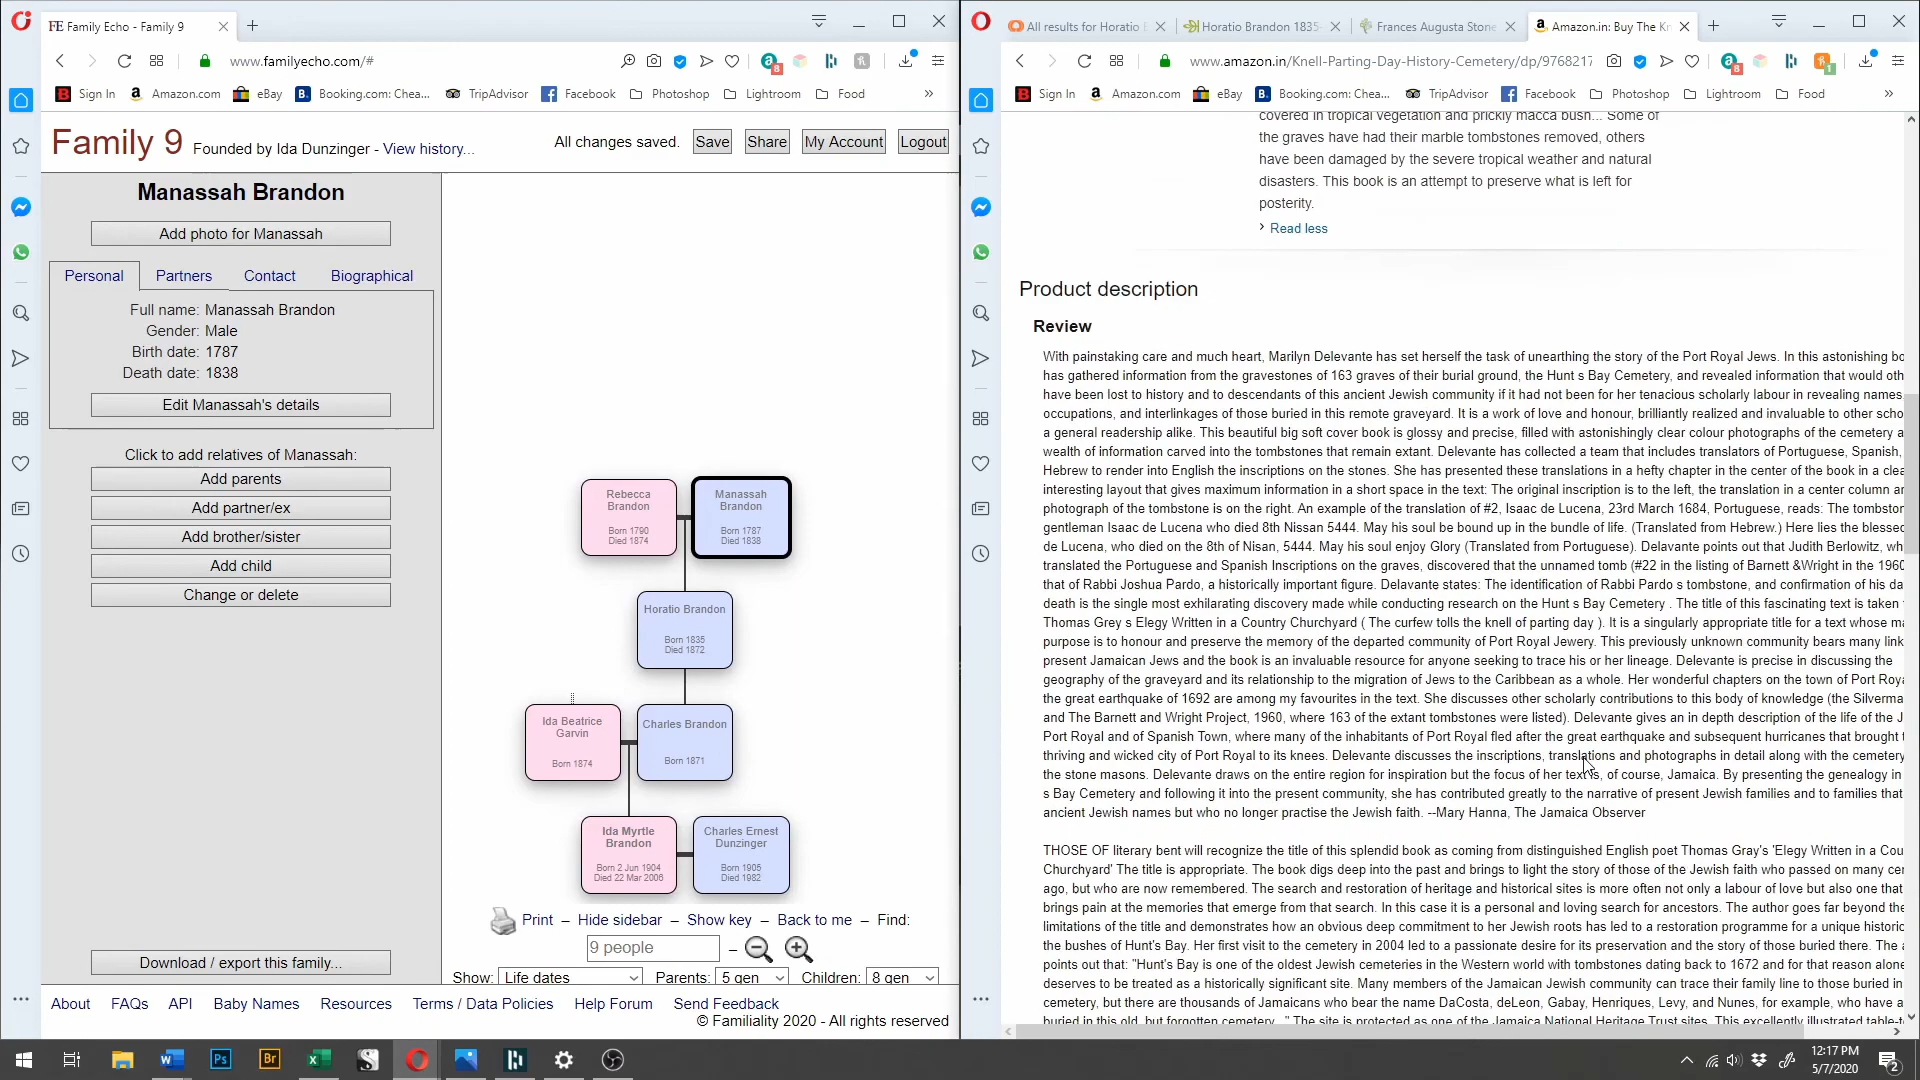 Family Echo - Family 9
www.familyecho.com/#
Sign In
Amazon.com
eBay
Booking.com: Chea...
TripAdvisor
Facebook
Photoshop
Lightroom
Food
Family 9 Founded by Ida Dunzinger - View history...
All changes saved.
Save
Share
My Account
Logout
Manassah Brandon
Add photo for Manassah
Personal
Partners
Contact
Biographical
Full name: Manassah Brandon
Gender: Male
Birth date: 1787
Death date: 1838
Edit Manassah's details
Click to add relatives of Manassah:
Add parents
Add partner/ex
Add brother/sister
Add child
Change or delete
Download / export this family...
Rebecca
Brandon
Born 1790
Died 1874
Manassah
Brandon
Born 1787
Died 1838
Horatio Brandon
Born 1835
Died 1872
Ida Beatrice
Garvin
Born 1874
Charles Brandon
Born 1871
Ida Myrtle
Brandon
Born 2 Jun 1904
Died 22 Mar 2006
Charles Ernest
Dunzinger
Born 1905
Died 1982
Print – Hide sidebar – Show key – Back to me – Find:
9 people
Show: Life dates
Parents: 5 gen
Children: 8 gen
About
FAQs
API
Baby Names
Resources
Terms / Data Policies
Help Forum
Send Feedback
© Familiality 2020 - All rights reserved
All results for Horatio
Horatio Brandon 1835-
Frances Augusta Stone
Amazon.in: Buy The Kn
www.amazon.in/Knell-Parting-Day-History-Cemetery/dp/9768217
Sign In
Amazon.com
eBay
Booking.com: Chea...
TripAdvisor
Facebook
Photoshop
Lightroom
Food
covered in tropical vegetation and prickly macca bush... Some of
the graves have had their marble tombstones removed, others
have been damaged by the severe tropical weather and natural
disasters. This book is an attempt to preserve what is left for
posterity.
Read less
Product description
Review
With painstaking care and much heart, Marilyn Delevante has set herself the task of unearthing the story of the Port Royal Jews. In this astonishing bo
has gathered information from the gravestones of 163 graves of their burial ground, the Hunt s Bay Cemetery, and revealed information that would oth
have been lost to history and to descendants of this ancient Jewish community if it had not been for her tenacious scholarly labour in revealing names,
occupations, and interlinkages of those buried in this remote graveyard. It is a work of love and honour, brilliantly realized and invaluable to other scho
a general readership alike. This beautiful big soft cover book is glossy and precise, filled with astonishingly clear colour photographs of the cemetery a
wealth of information carved into the tombstones that remain extant. Delevante has collected a team that includes translators of Portuguese, Spanish,
Hebrew to render into English the inscriptions on the stones. She has presented these translations in a hefty chapter in the center of the book in a clea
interesting layout that gives maximum information in a short space in the text: The original inscription is to the left, the translation in a center column an
photograph of the tombstone is on the right. An example of the translation of #2, Isaac de Lucena, 23rd March 1684, Portuguese, reads: The tombstor
gentleman Isaac de Lucena who died 8th Nissan 5444. May his soul be bound up in the bundle of life. (Translated from Hebrew.) Here lies the blessed
de Lucena, who died on the 8th of Nisan, 5444. May his soul enjoy Glory (Translated from Portuguese). Delavante points out that Judith Berlowitz, wh
translated the Portuguese and Spanish Inscriptions on the graves, discovered that the unnamed tomb (#22 in the listing of Barnett &Wright in the 1960
that of Rabbi Joshua Pardo, a historically important figure. Delavante states: The identification of Rabbi Pardo s tombstone, and confirmation of his da
death is the single most exhilarating discovery made while conducting research on the Hunt s Bay Cemetery . The title of this fascinating text is taken
Thomas Grey s Elegy Written in a Country Churchyard ( The curfew tolls the knell of parting day ). It is a singularly appropriate title for a text whose ma
purpose is to honour and preserve the memory of the departed community of Port Royal Jewery. This previously unknown community bears many link
present Jamaican Jews and the book is an invaluable resource for anyone seeking to trace his or her lineage. Delevante is precise in discussing the
geography of the graveyard and its relationship to the migration of Jews to the Caribbean as a whole. Her wonderful chapters on the town of Port Roya
the great earthquake of 1692 are among my favourites in the text. She discusses other scholarly contributions to this body of knowledge (the Silverma
and The Barnett and Wright Project, 1960, where 163 of the extant tombstones were listed). Delevante gives an in depth description of the life of the J
Port Royal and of Spanish Town, where many of the inhabitants of Port Royal fled after the great earthquake and subsequent hurricanes that brought t
thriving and wicked city of Port Royal to its knees. Delevante discusses the inscriptions, translations and photographs in detail along with the cemetery
the stone masons. Delevante draws on the entire region for inspiration but the focus of her text is, of course, Jamaica. By presenting the genealogy in
s Bay Cemetery and following it into the present community, she has contributed greatly to the narrative of present Jewish families and to families that
ancient Jewish names but who no longer practise the Jewish faith. --Mary Hanna, The Jamaica Observer
THOSE OF literary bent will recognize the title of this splendid book as coming from distinguished English poet Thomas Gray's 'Elegy Written in a Cou
Churchyard' The title is appropriate. The book digs deep into the past and brings to light the story of those of the Jewish faith who passed on many cer
ago, but who are now remembered. The search and restoration of heritage and historical sites is more often not only a labour of love but also one that
brings pain at the memories that emerge from that search. In this case it is a personal and loving search for ancestors. The author goes far beyond the
limitations of the title and demonstrates how an obvious deep commitment to her Jewish roots has led to a restoration programme for a unique historic
the bushes of Hunt's Bay. Her first visit to the cemetery in 2004 led to a passionate desire for its preservation and the story of those buried there. The a
points out that: "Hunt's Bay is one of the oldest Jewish cemeteries in the Western world with tombstones dating back to 1672 and for that reason alone
deserves to be treated as a historically significant site. Many members of the Jamaican Jewish community can trace their family line to those buried in
cemetery, but there are thousands of Jamaicans who bear the name DaCosta, deLeon, Gabay, Henriques, Levy, and Nunes, for example, who have a
buried in this old, but forgotten cemetery..." The site is protected as one of the Jamaica National Heritage Trust sites. This excellently illustrated table-t
12:17 PM
5/7/2020